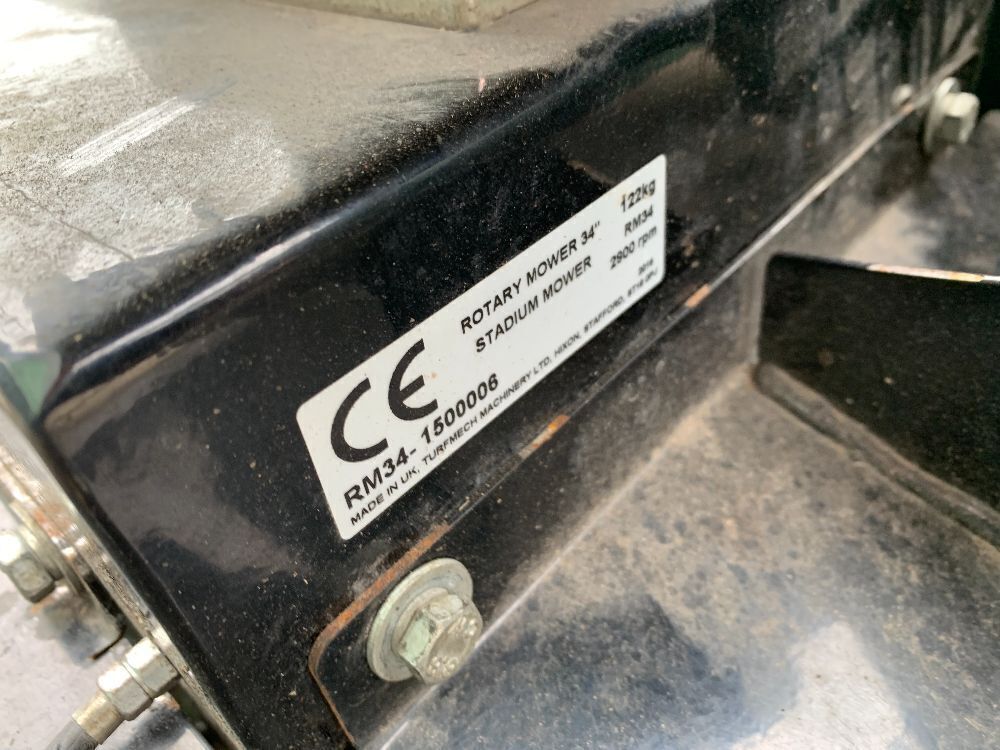 CE
ROTARY MOWER 34" 122kg
STADIUM MOWER RM34
2900 rpm
RM34- 1500006
MADE IN UK, TURFMECH MACHINERY LTD, HIXON, STAFFORD, ST18